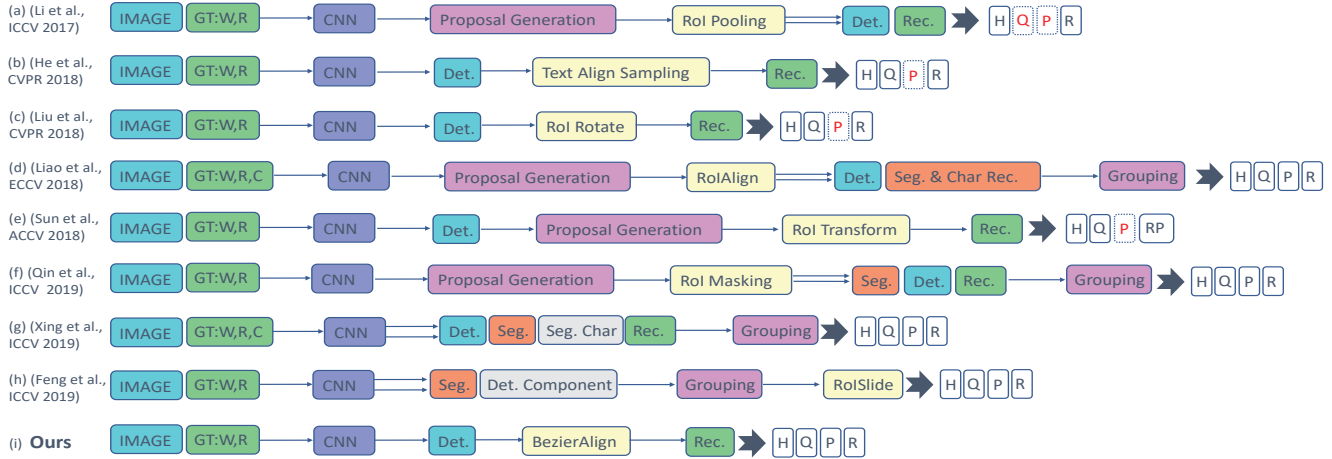 (a) (Li et al., ICCV 2017) IMAGE GT:W,R CNN Proposal Generation RoI Pooling Det. Rec. H Q P R
(b) (He et al., CVPR 2018) IMAGE GT:W,R CNN Det. Text Align Sampling Rec. H Q P R
(c) (Liu et al., CVPR 2018) IMAGE GT:W,R CNN Det. RoI Rotate Rec. H Q P R
(d) (Liao et al., ECCV 2018) IMAGE GT:W,R,C CNN Proposal Generation RoIAlign Det. Seg. & Char Rec. Grouping H Q P R
(e) (Sun et al., ACCV 2018) IMAGE GT:W,R CNN Det. Proposal Generation RoI Transform Rec. H Q P RP
(f) (Qin et al., ICCV 2019) IMAGE GT:W,R CNN Proposal Generation RoI Masking Seg. Det. Rec. Grouping H Q P R
(g) (Xing et al., ICCV 2019) IMAGE GT:W,R,C CNN Det. Seg. Seg. Char Rec. Grouping H Q P R
(h) (Feng et al., ICCV 2019) IMAGE GT:W,R CNN Seg. Det. Component Grouping RoISlide H Q P R
(i) Ours IMAGE GT:W,R CNN Det. BezierAlign Rec. H Q P R